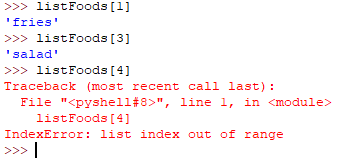 >>> listFoods[1]
'fries'
>>> listFoods[3]
'salad'
>>> listFoods[4]
Traceback (most recent call last):
  File "<pyshell#8>", line 1, in <module>
    listFoods[4]
IndexError: list index out of range
>>>